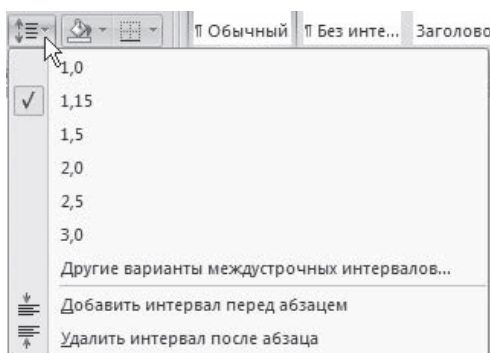 ¶ Обычный ¶ Без инте... Заголово
1,0
1,15
1,5
2,0
2,5
3,0
Другие варианты междустрочных интервалов...
Добавить интервал перед абзацем
Удалить интервал после абзаца